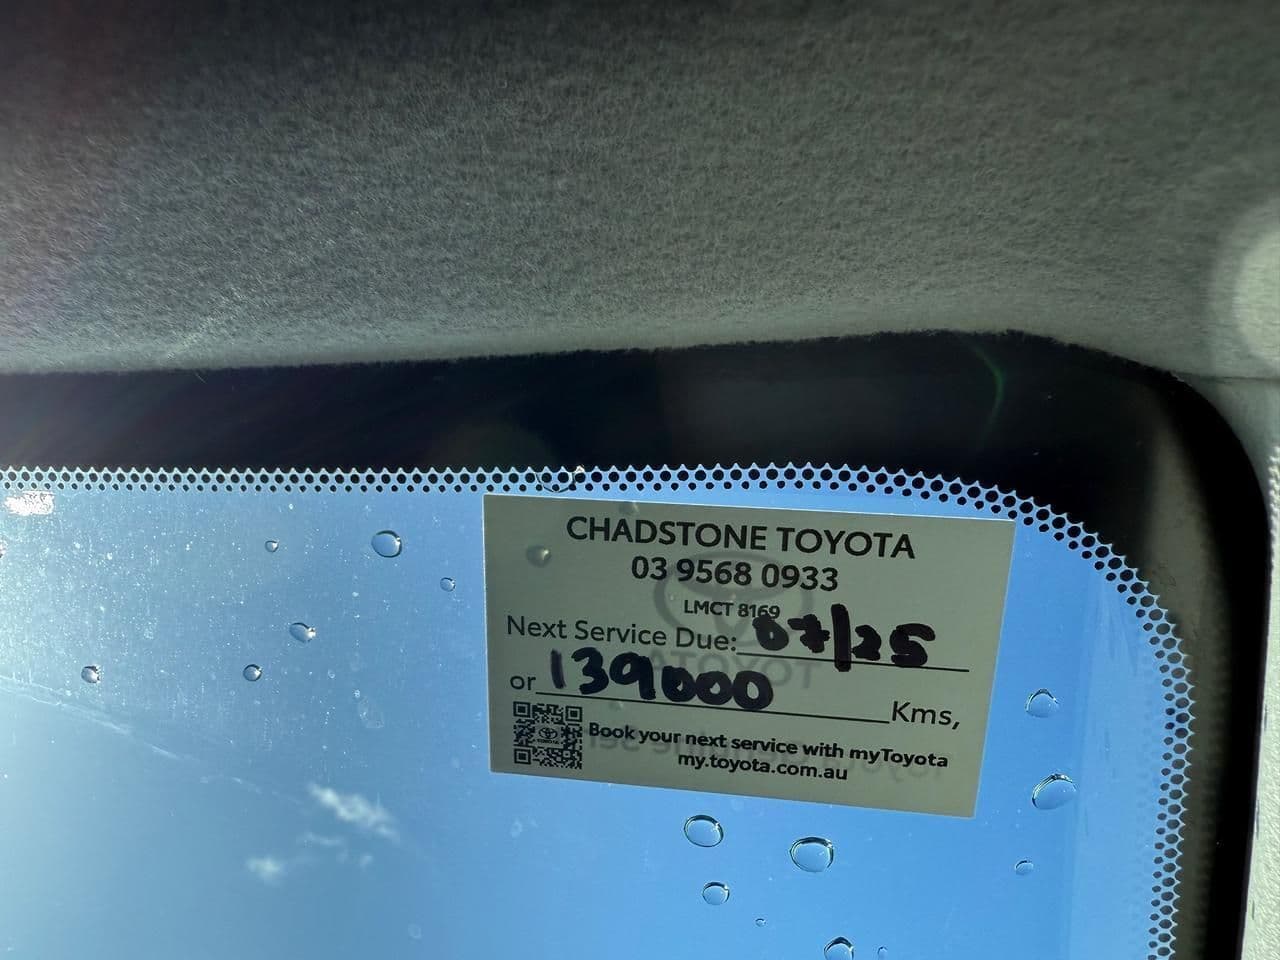 CHADSTONE TOYOTA
03 9568 0933
LMCT 8169
Next Service Due: 07/25
or 139000 Kms,
Book your next service with myToyota
my.toyota.com.au